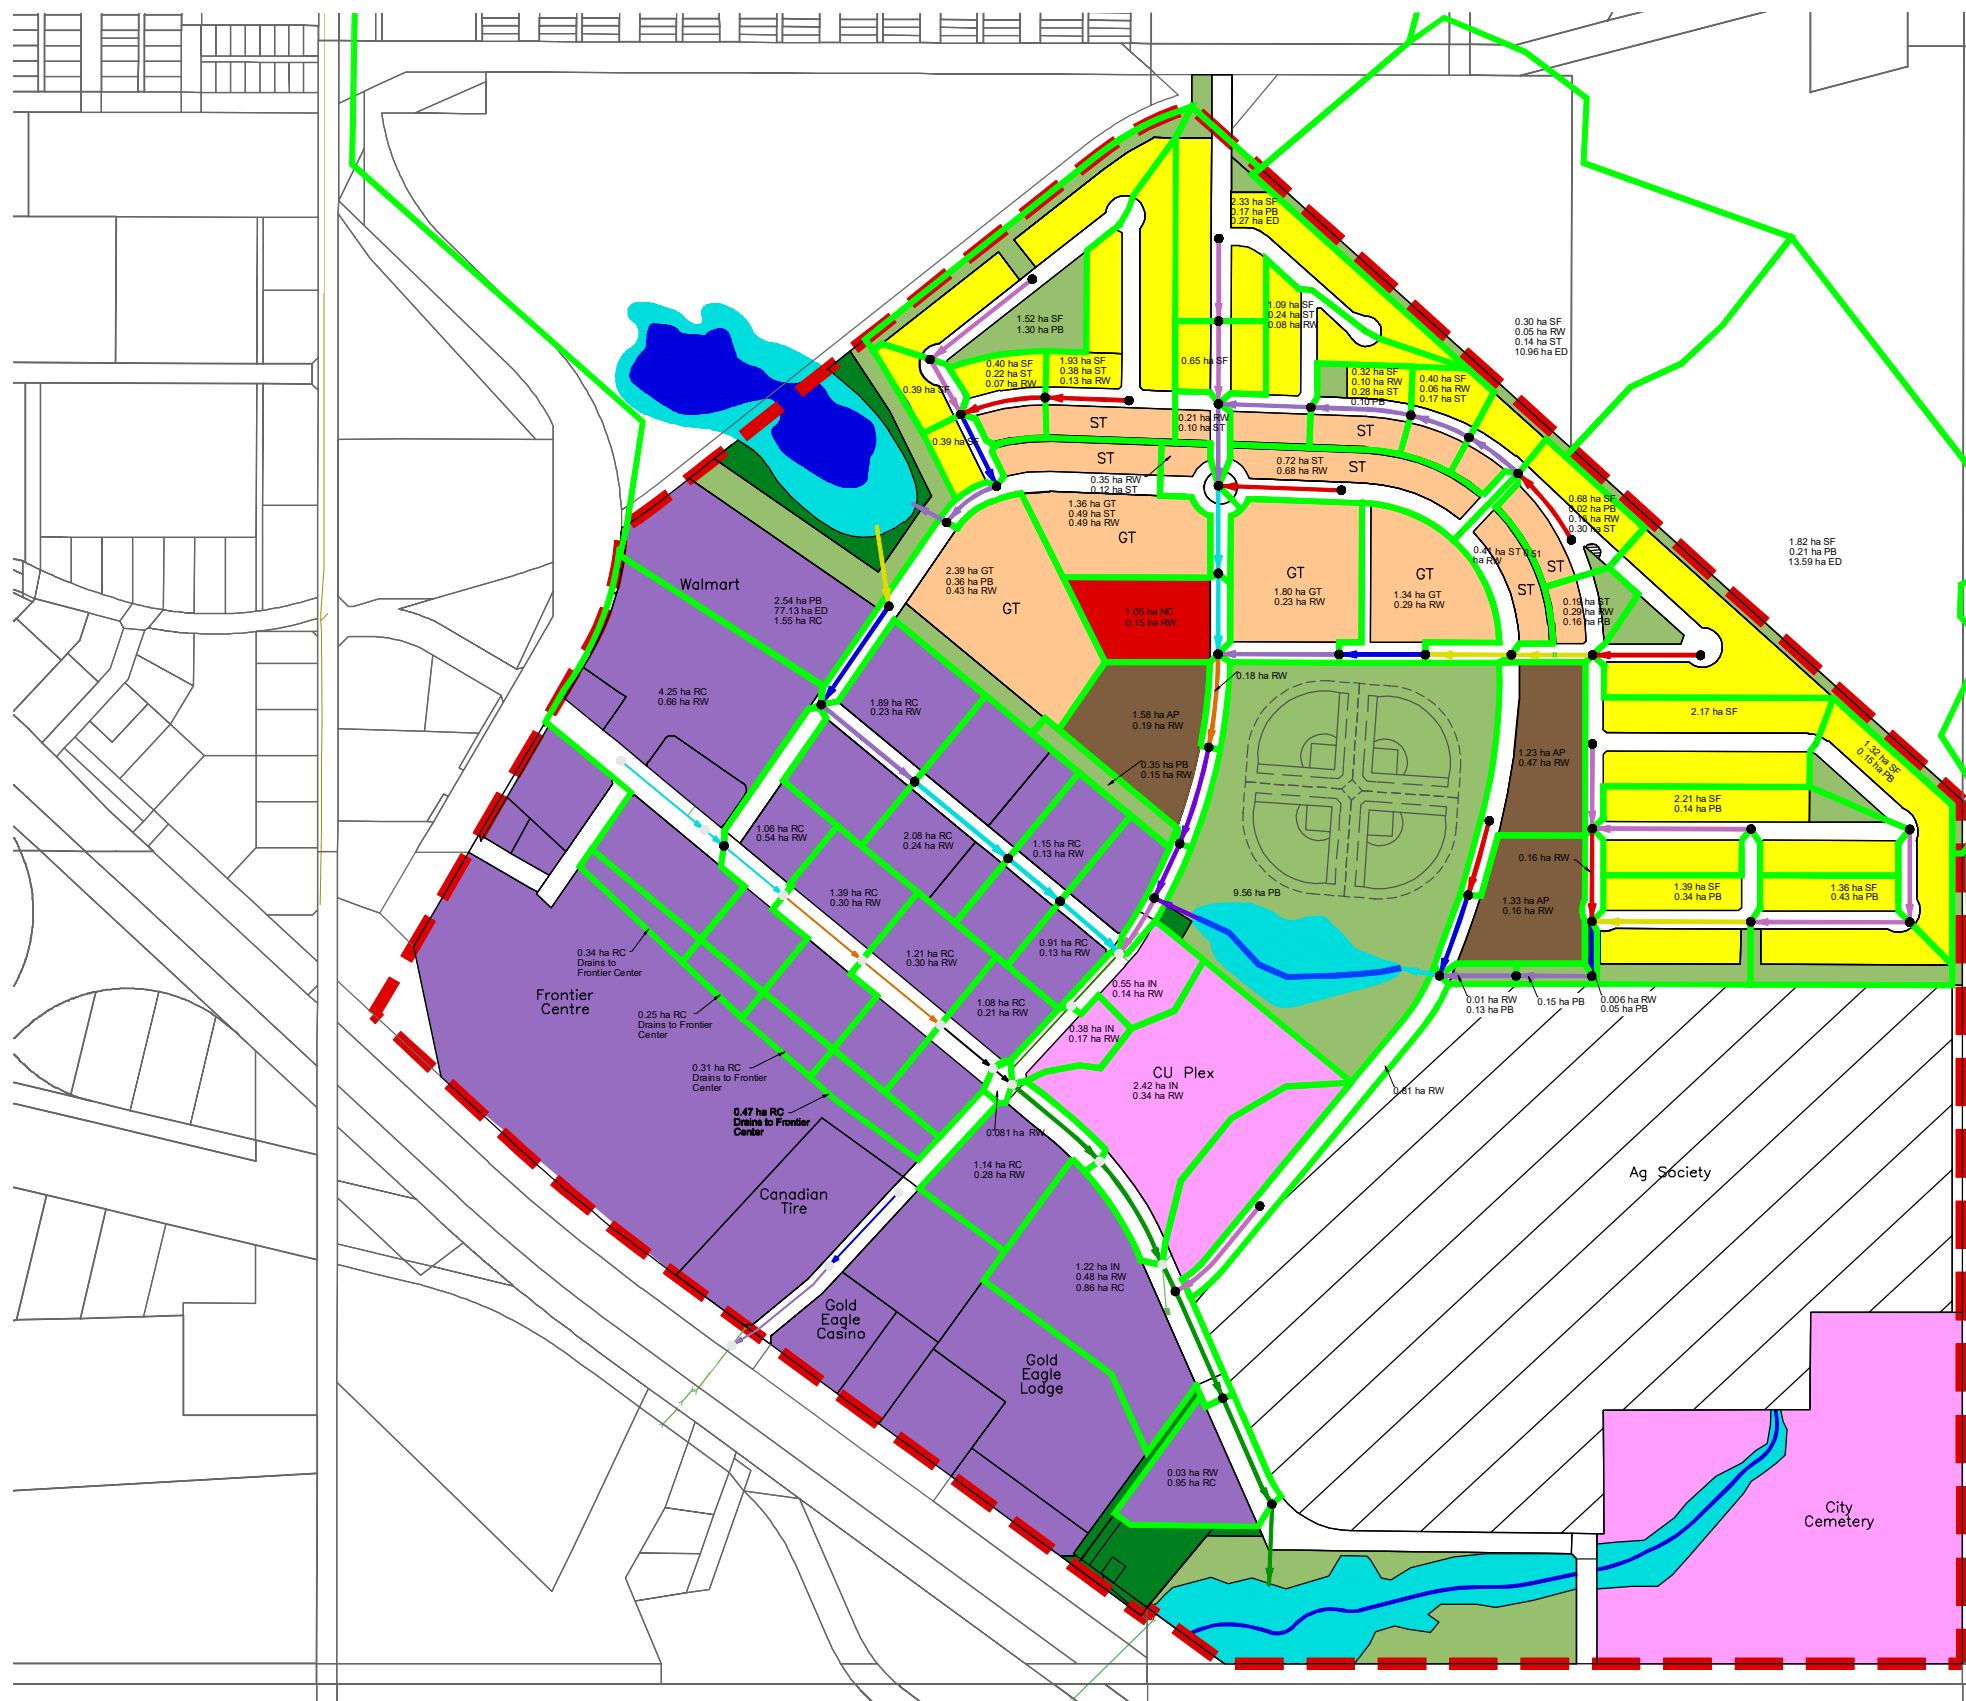 2.33 ha SF
0.17 ha PB
0.27 ha ED
1.09 ha SF
0.24 ha ST
0.08 ha RW
0.30 ha SF
0.05 ha RW
0.14 ha ST
10.96 ha ED
1.52 ha SF
1.30 ha PB
0.40 ha SF
0.22 ha ST
0.07 ha RW
1.93 ha SF
0.38 ha ST
0.13 ha RW
0.65 ha SF
0.32 ha SF
0.10 ha RW
0.28 ha ST
0.10 PB
0.40 ha SF
0.06 ha RW
0.17 ha ST
0.39 ha SF
0.39 ha SF
ST
0.21 ha RW
0.10 ha ST
ST
ST
0.72 ha ST
0.68 ha RW
ST
0.35 ha RW
0.12 ha ST
1.36 ha GT
0.49 ha ST
0.49 ha RW
GT
0.68 ha SF
0.02 ha PB
0.16 ha RW
0.30 ha ST
0.41 ha ST 0.51
ha RW
1.82 ha SF
0.21 ha PB
13.59 ha ED
ST
ST
Walmart
2.39 ha GT
0.36 ha PB
0.43 ha RW
GT
GT
1.80 ha GT
0.23 ha RW
GT
1.34 ha GT
0.29 ha RW
2.54 ha PB
77.13 ha ED
1.55 ha RC
1.05 NC
0.15 ha RW
0.19 ha ST
0.29 ha RW
0.16 ha PB
4.25 ha RC
0.66 ha RW
1.89 ha RC
0.23 ha RW
0.18 ha RW
1.58 ha AP
0.19 ha RW
2.17 ha SF
1.23 ha AP
0.47 ha RW
1.32 ha SF
0.15 ha PB
0.35 ha PB
0.15 ha RW
2.21 ha SF
0.14 ha PB
1.06 ha RC
0.54 ha RW
2.08 ha RC
0.24 ha RW
1.15 ha RC
0.13 ha RW
0.16 ha RW
1.39 ha RC
0.30 ha RW
9.56 ha PB
1.33 ha AP
0.16 ha RW
1.39 ha SF
0.34 ha PB
1.36 ha SF
0.43 ha PB
0.34 ha RC
Drains to
Frontier Center
1.21 ha RC
0.30 ha RW
0.91 ha RC
0.13 ha RW
Frontier
Centre
0.55 ha IN
0.14 ha RW
0.01 ha RW
0.13 ha PB
0.15 ha PB
0.006 ha RW
0.05 ha PB
0.25 ha RC
Drains to Frontier
Center
1.08 ha RC
0.21 ha RW
0.38 ha IN
0.17 ha RW
0.31 ha RC
Drains to Frontier
Center
CU Plex
2.42 ha IN
0.34 ha RW
0.81 ha RW
0.47 ha RC
Drains to Frontier
Center
0.081 ha RW
1.14 ha RC
0.28 ha RW
Ag Society
Canadian
Tire
1.22 ha IN
0.48 ha RW
0.86 ha RC
Gold
Eagle
Casino
Gold
Eagle
Lodge
0.03 ha RW
0.95 ha RC
City
Cemetery